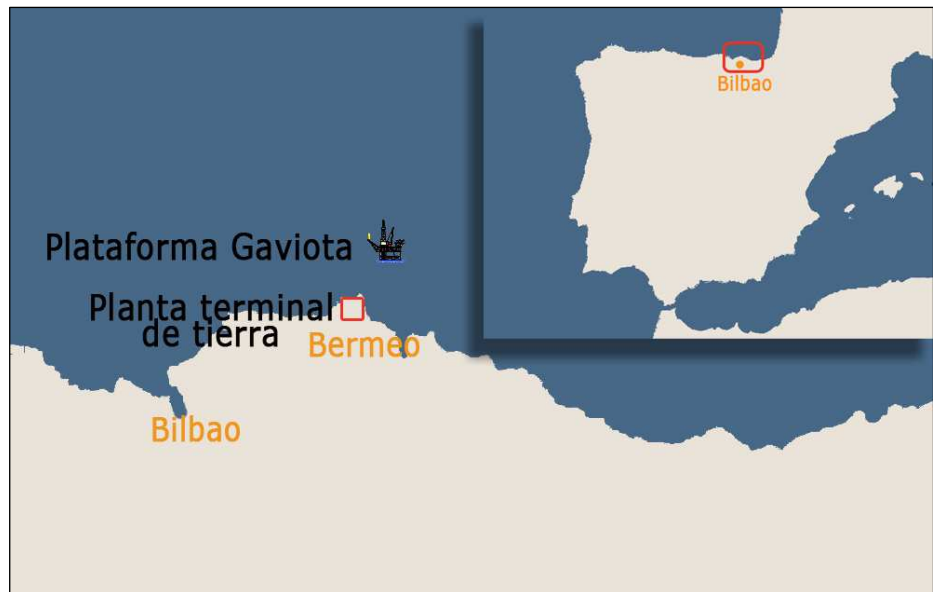 Bilbao
Plataforma Gaviota
Planta terminal
de tierra
Bermeo
Bilbao